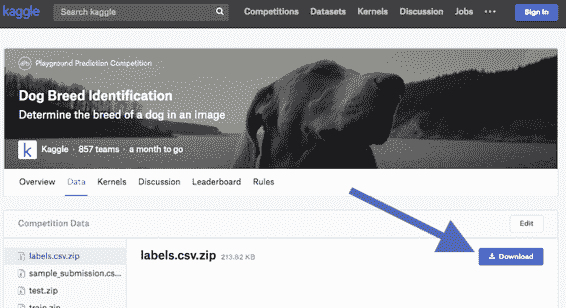 kaggle Search kaggle Competitions Datasets Kernels Discussion Jobs ••• Sign In
Playground Prediction Competition
Dog Breed Identification
Determine the breed of a dog in an image
k Kaggle · 857 teams · a month to go
Overview Data Kernels Discussion Leaderboard Rules
Competition Data Edit
labels.csv.zip
labels.csv.zip 213.62 KB Download
sample_submission.cs...
test.zip
train.zip